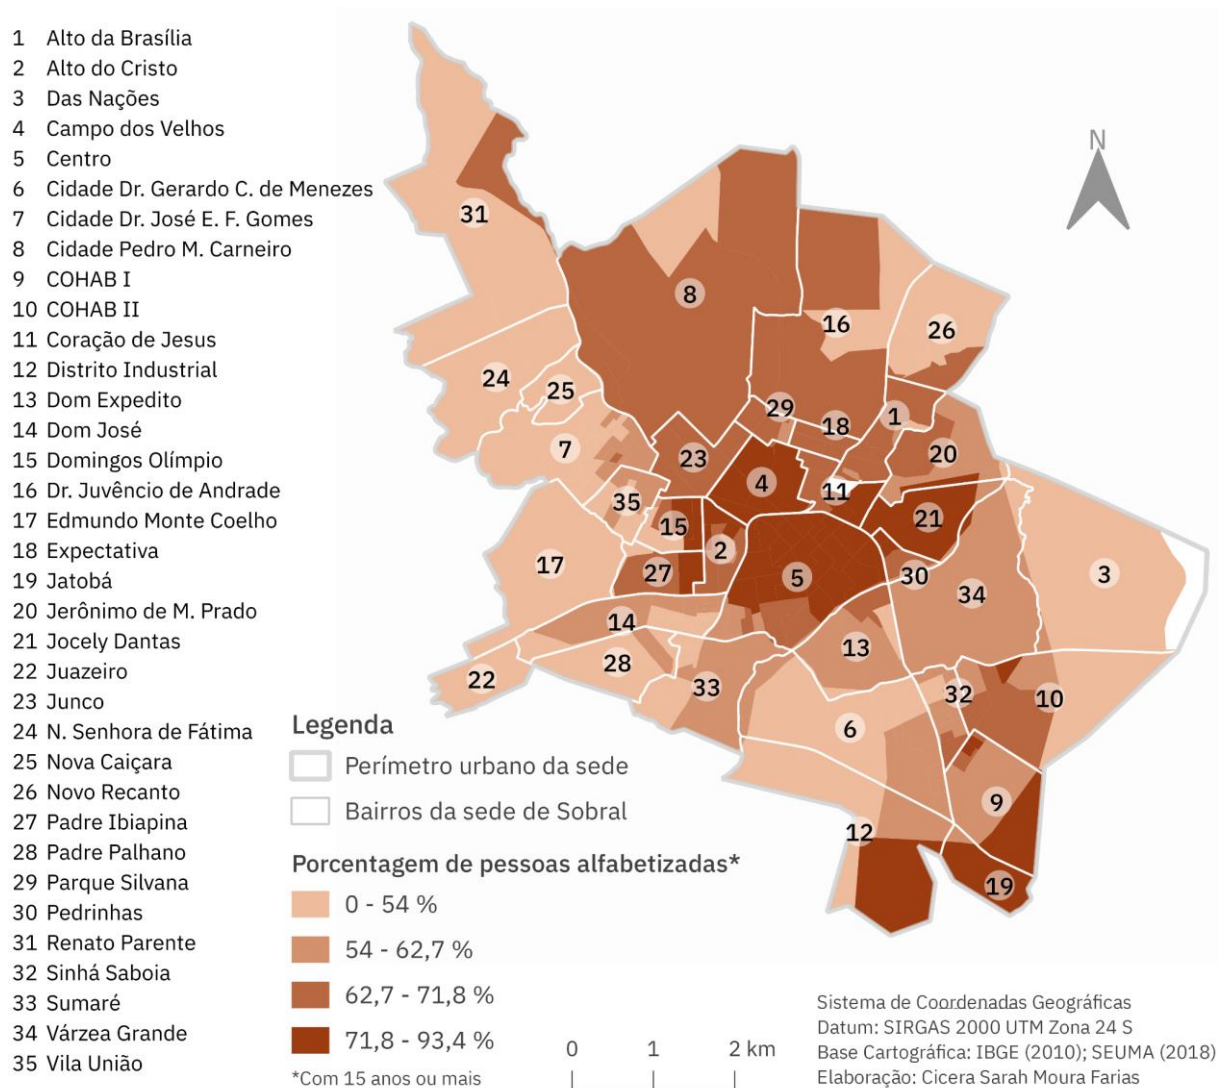 1 Alto da Brasília
2 Alto do Cristo
3 Das Nações
4 Campo dos Velhos
5 Centro
6 Cidade Dr. Gerardo C. de Menezes
7 Cidade Dr. José E. F. Gomes
8 Cidade Pedro M. Carneiro
9 COHAB I
10 COHAB II
11 Coração de Jesus
12 Distrito Industrial
13 Dom Expedito
14 Dom José
15 Domingos Olímpio
16 Dr. Juvêncio de Andrade
17 Edmundo Monte Coelho
18 Expectativa
19 Jatobá
20 Jerônimo de M. Prado
21 Jocely Dantas
22 Juazeiro
23 Junco
24 N. Senhora de Fátima
25 Nova Caiçara
26 Novo Recanto
27 Padre Ibiapina
28 Padre Palhano
29 Parque Silvana
30 Pedrinhas
31 Renato Parente
32 Sinhá Saboia
33 Sumaré
34 Várzea Grande
35 Vila União
N
31
8
16
26
24
25
29
18
1
7
23
20
4
11
35
15
21
2
17
27
5
30
3
34
14
13
28
22
33
32
10
6
9
12
19
Legenda
Perímetro urbano da sede
Bairros da sede de Sobral
Porcentagem de pessoas alfabetizadas*
0 - 54 %
54 - 62,7 %
62,7 - 71,8 %
71,8 - 93,4 %
*Com 15 anos ou mais
0 1 2 km
Sistema de Coordenadas Geográficas
Datum: SIRGAS 2000 UTM Zona 24 S
Base Cartográfica: IBGE (2010); SEUMA (2018)
Elaboração: Cicera Sarah Moura Farias